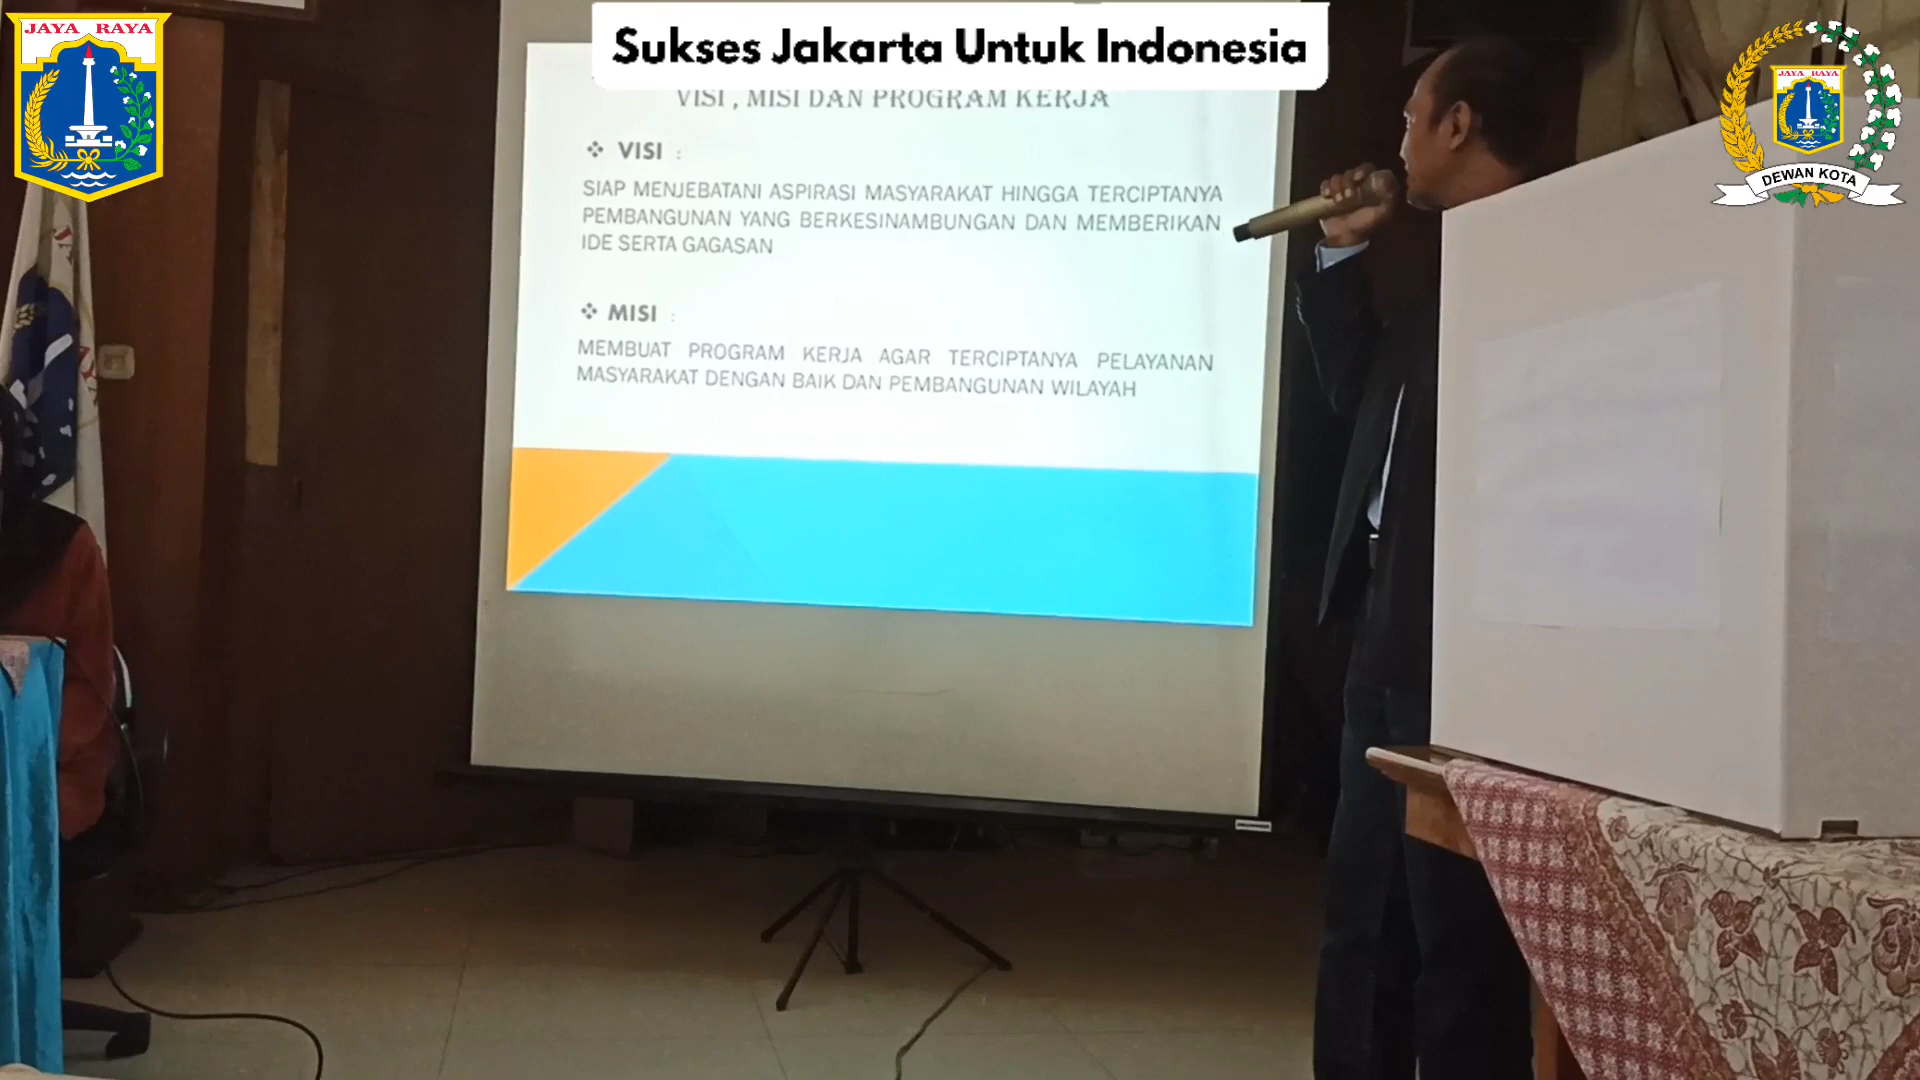 JAYA RAYA
Sukses Jakarta Untuk Indonesia
JAYA RAYA
DEWAN KOTA
VISI , MISI DAN PROGRAM KERJA
❖ VISI :
SIAP MENJEBATANI ASPIRASI MASYARAKAT HINGGA TERCIPTANYA
PEMBANGUNAN YANG BERKESINAMBUNGAN DAN MEMBERIKAN
IDE SERTA GAGASAN
❖ MISI :
MEMBUAT PROGRAM KERJA AGAR TERCIPTANYA PELAYANAN
MASYARAKAT DENGAN BAIK DAN PEMBANGUNAN WILAYAH